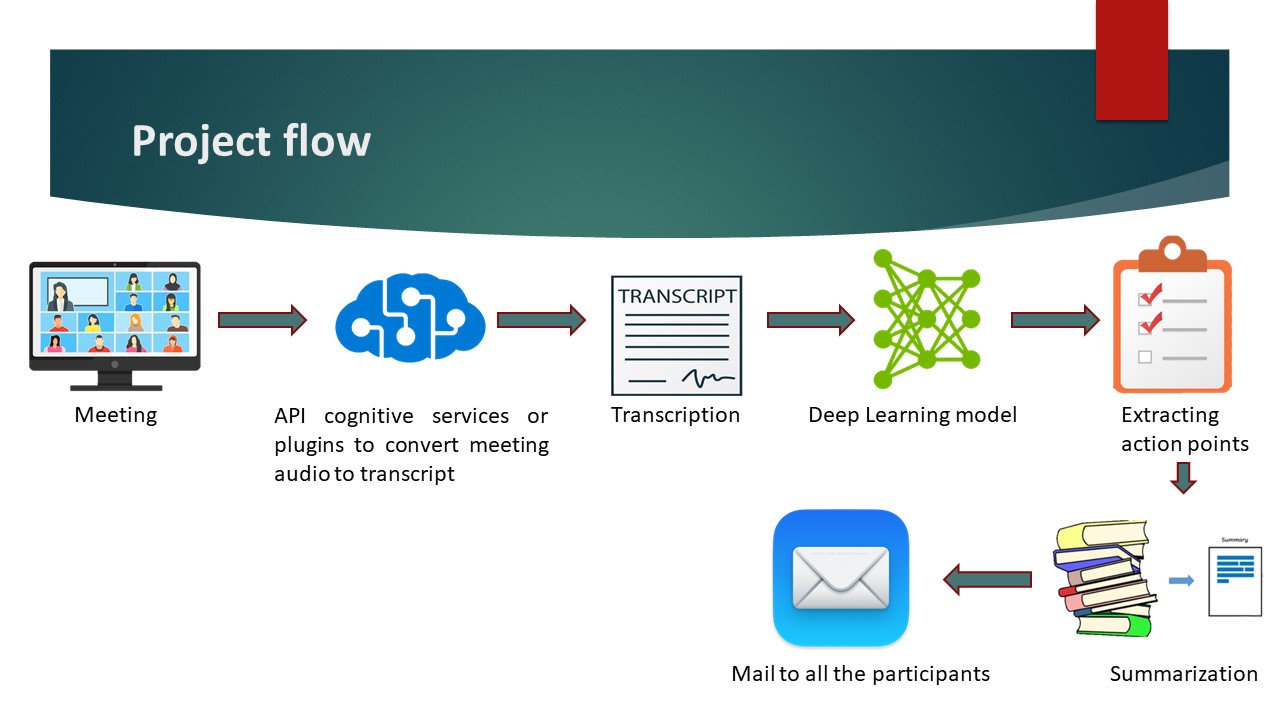 Project flow
TRANSCRIPT
Meeting
API cognitive services or
plugins to convert meeting
audio to transcript
Transcription
Deep Learning model
Extracting
action points
Summary
Mail to all the participants
Summarization